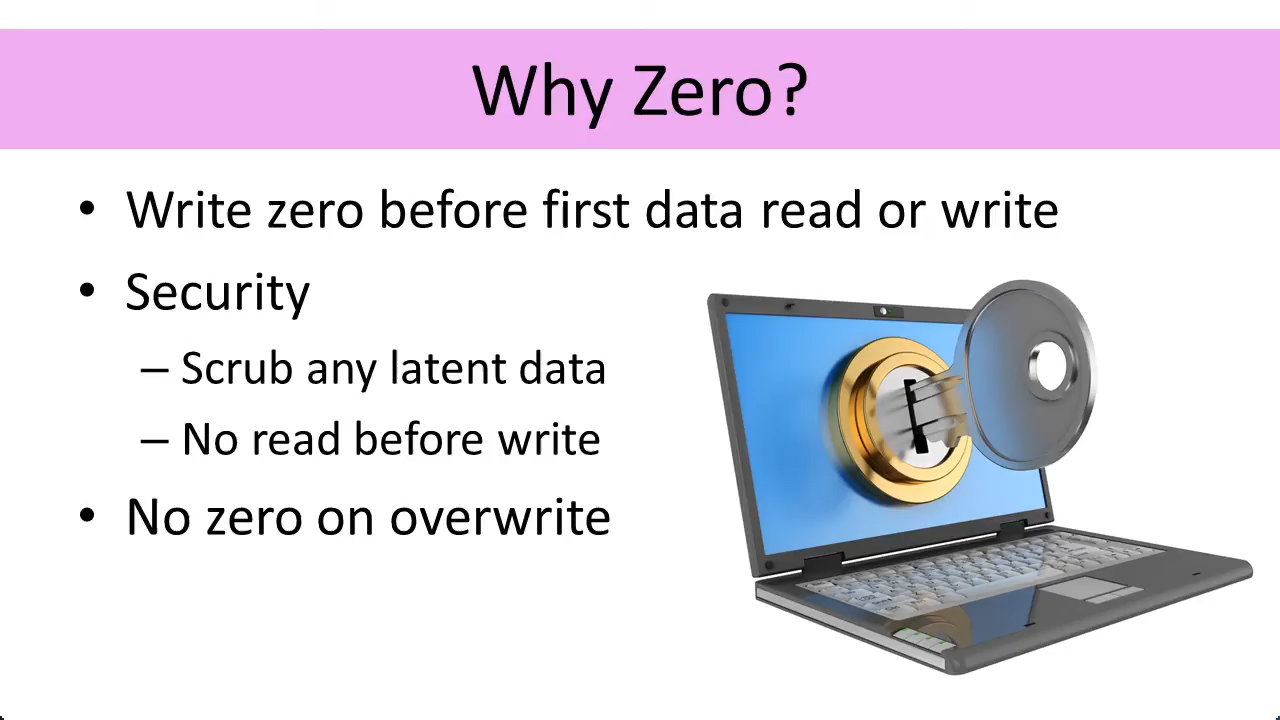 Why Zero?
• Write zero before first data read or write
• Security
– Scrub any latent data
– No read before write
• No zero on overwrite